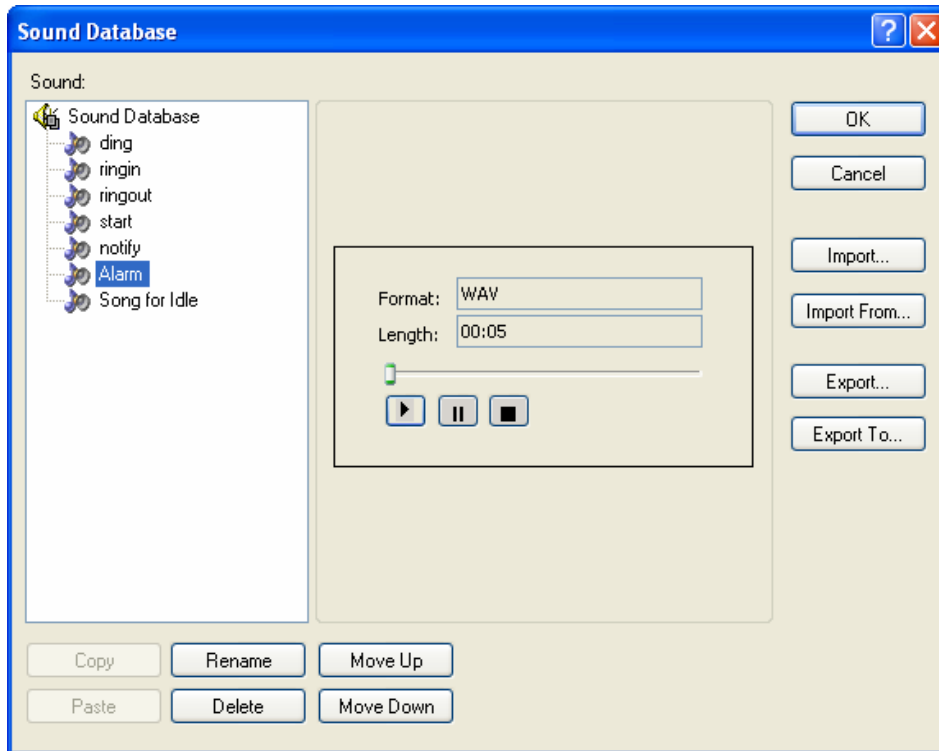 Sound Database
Sound:
Sound Database
ding
ringin
ringout
start
notify
Alarm
Song for Idle
Format: WAV
Length: 00:05
OK
Cancel
Import...
Import From...
Export...
Export To...
Copy Rename Move Up
Paste Delete Move Down